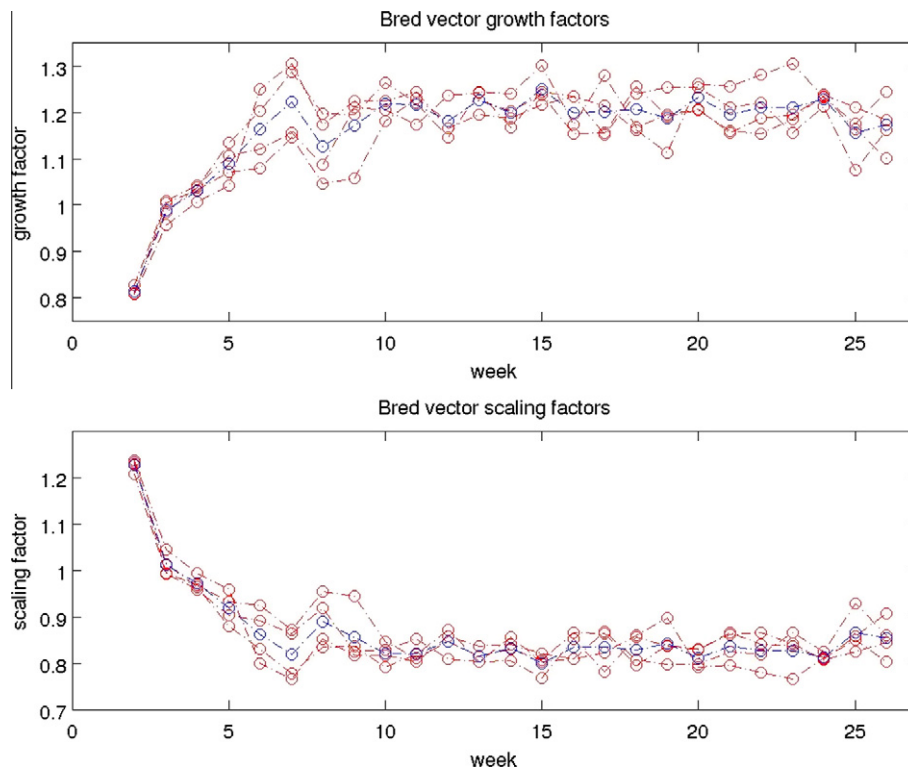 Bred vector growth factors
growth factor
1.3
1.2
1.1
1
0.9
0.8
0 5 10 15 20 25
week
Bred vector scaling factors
scaling factor
1.2
1.1
1
0.9
0.8
0.7
0 5 10 15 20 25
week